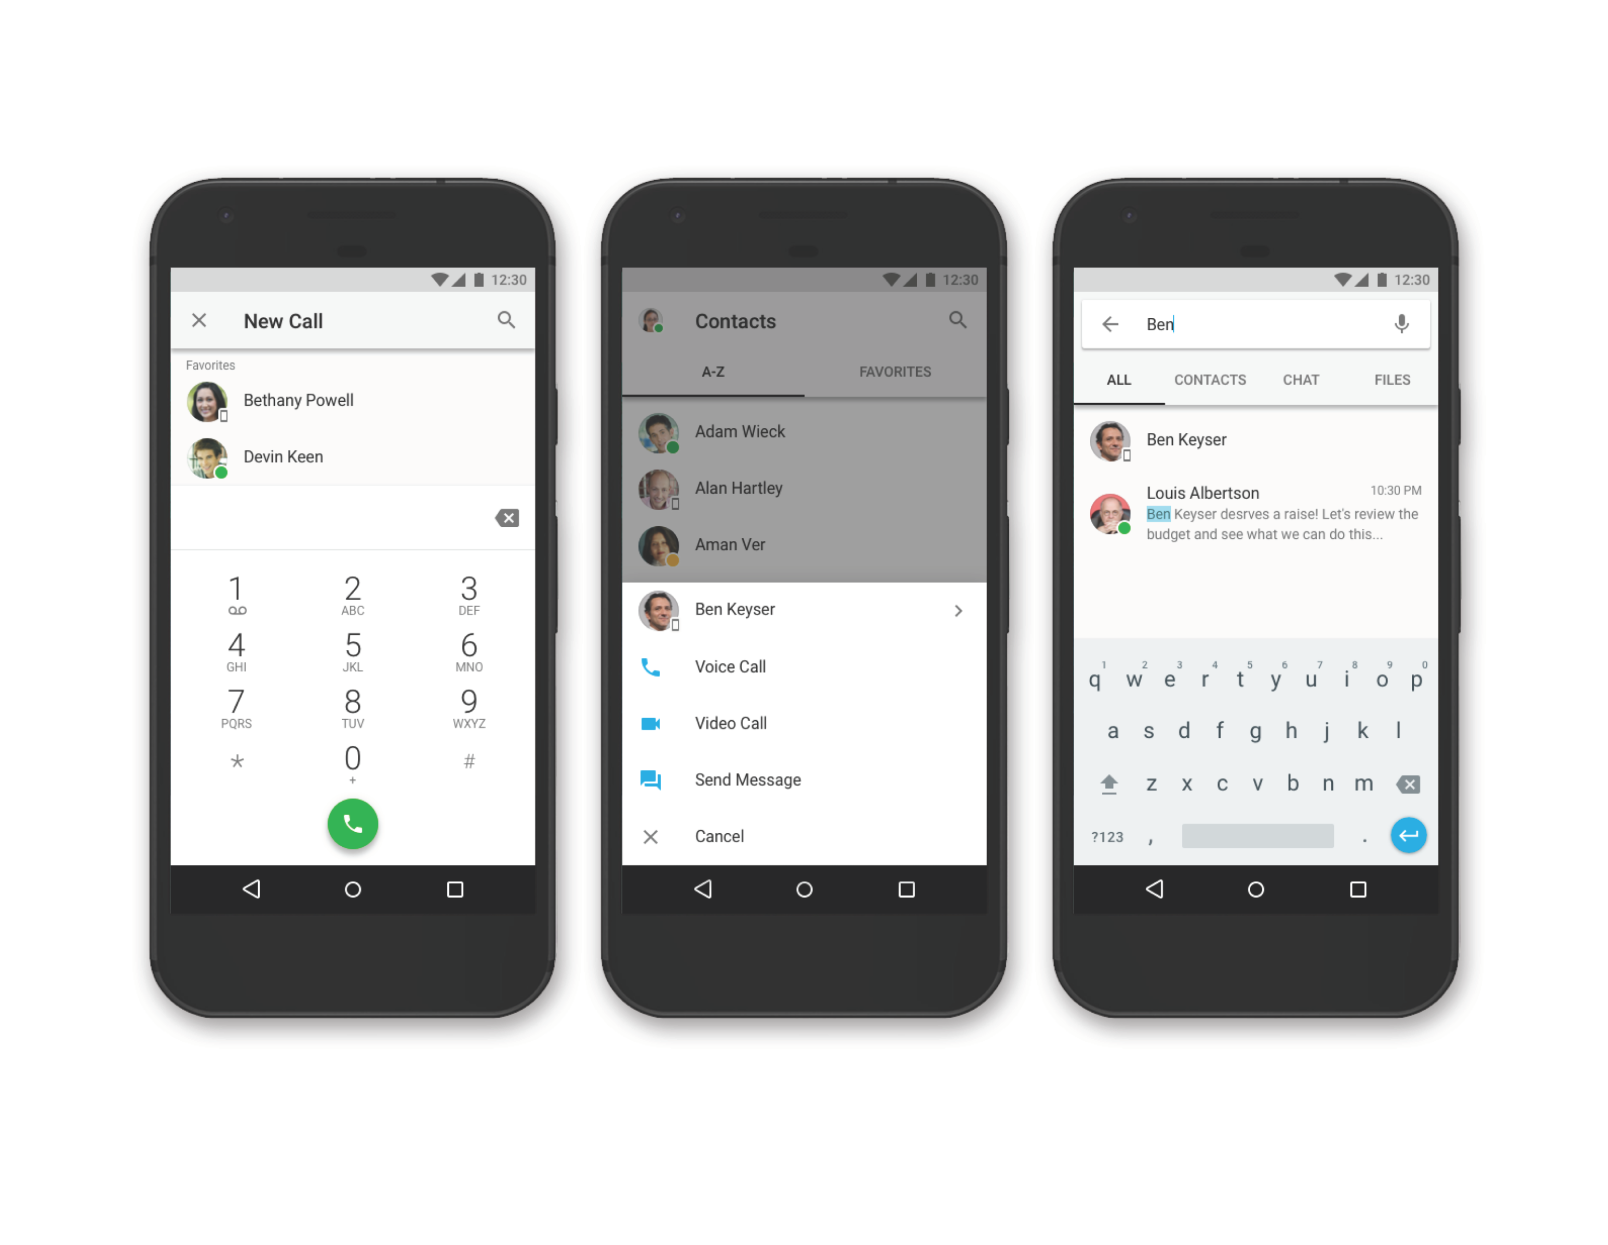 12:30
New Call
Favorites
Bethany Powell
Devin Keen
1 2 3
ABC DEF
4 5 6
GHI JKL MNO
7 8 9
PQRS TUV WXYZ
* 0 #
+
12:30
Contacts
A-Z FAVORITES
Adam Wieck
Alan Hartley
Aman Ver
Ben Keyser
Voice Call
Video Call
Send Message
Cancel
12:30
Ben
ALL CONTACTS CHAT FILES
Ben Keyser
Louis Albertson 10:30 PM
Ben Keyser desrves a raise! Let's review the
budget and see what we can do this...
1 2 3 4 5 6 7 8 9 0
q w e r t y u i o p
a s d f g h j k l
z x c v b n m
?123 , .